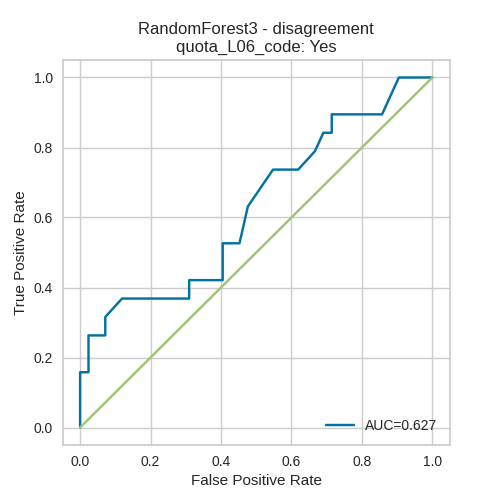 RandomForest3 - disagreement
quota_L06_code: Yes
1.0
0.8
0.6
0.4
0.2
0.0
True Positive Rate
AUC=0.627
0.0 0.2 0.4 0.6 0.8 1.0
False Positive Rate